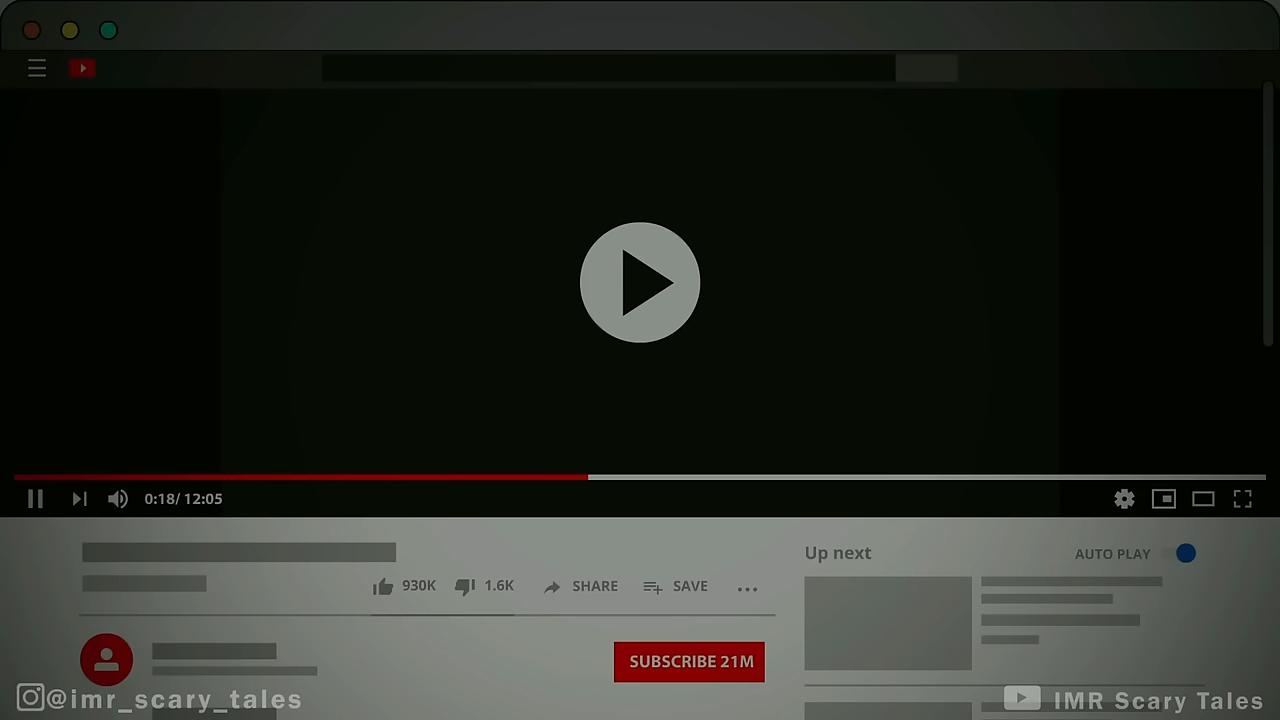 0:18/ 12:05
930K 1.6K SHARE SAVE
Up next AUTO PLAY
SUBSCRIBE 21M
@imr_scary_tales
IMR Scary Tales